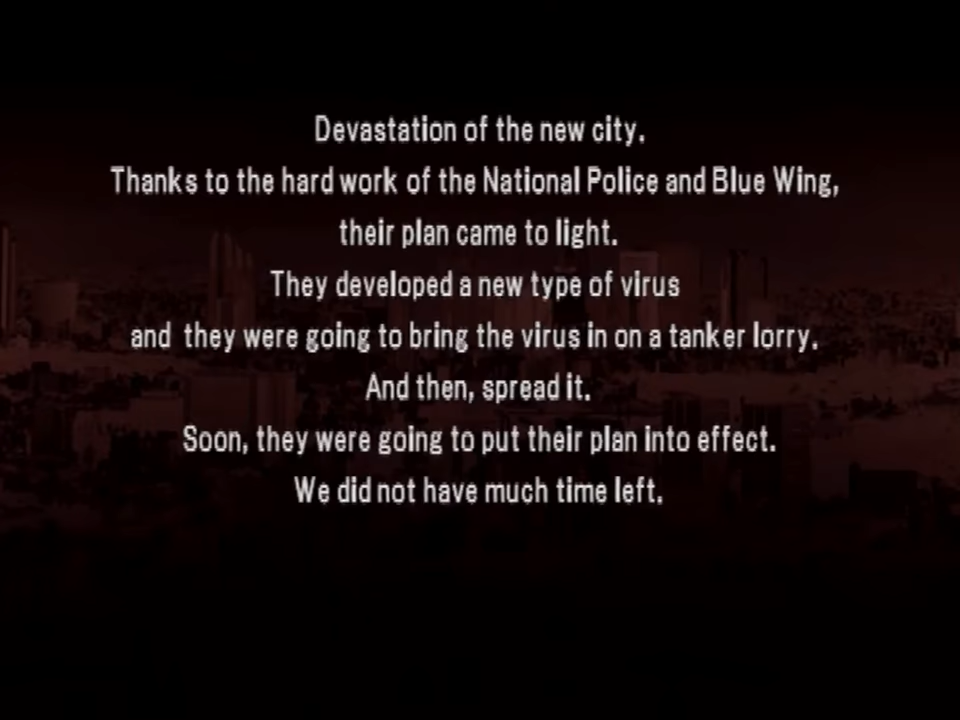 Devastation of the new city.
Thanks to the hard work of the National Police and Blue Wing,
their plan came to light.
They developed a new type of virus
and they were going to bring the virus in on a tanker lorry.
And then, spread it.
Soon, they were going to put their plan into effect.
We did not have much time left.